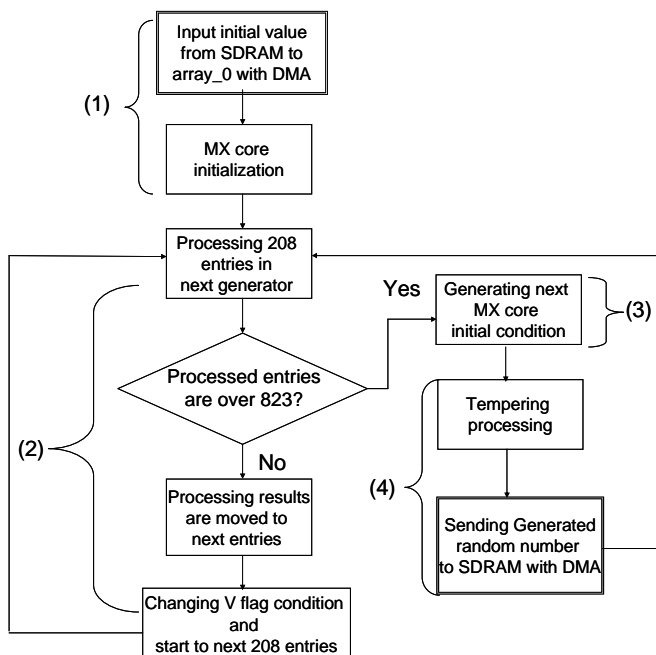 Input initial value
from SDRAM to
array_0 with DMA
(1)
MX core
initialization
Processing 208
entries in
next generator
Yes
Generating next
MX core
initial condition
(3)
Processed entries
are over 823?
(2)
No
Tempering
processing
(4)
Processing results
are moved to
next entries
Sending Generated
random number
to SDRAM with DMA
Changing V flag condition
and
start to next 208 entries